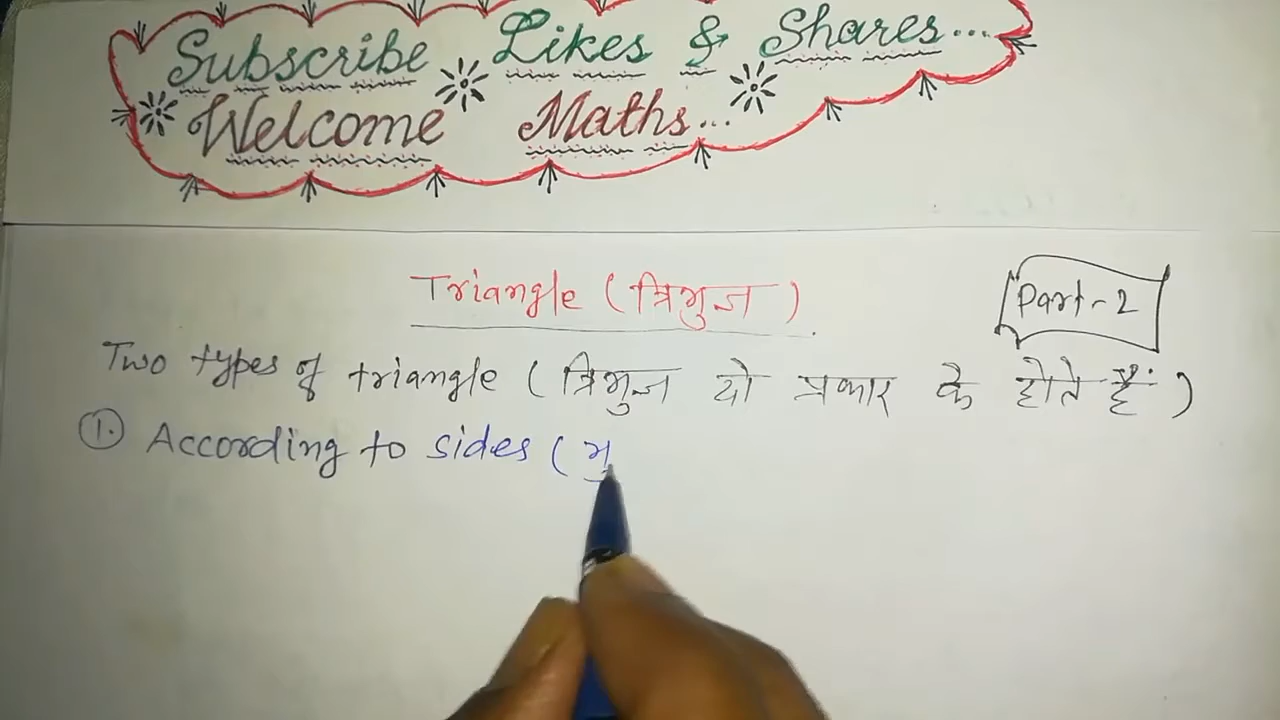 Subscribe Likes & Shares...
Welcome Maths...
Triangle (त्रिभुज)
Part-2
Two types of triangle (त्रिभुज दो प्रकार के होते हैं)
1. According to sides (भु